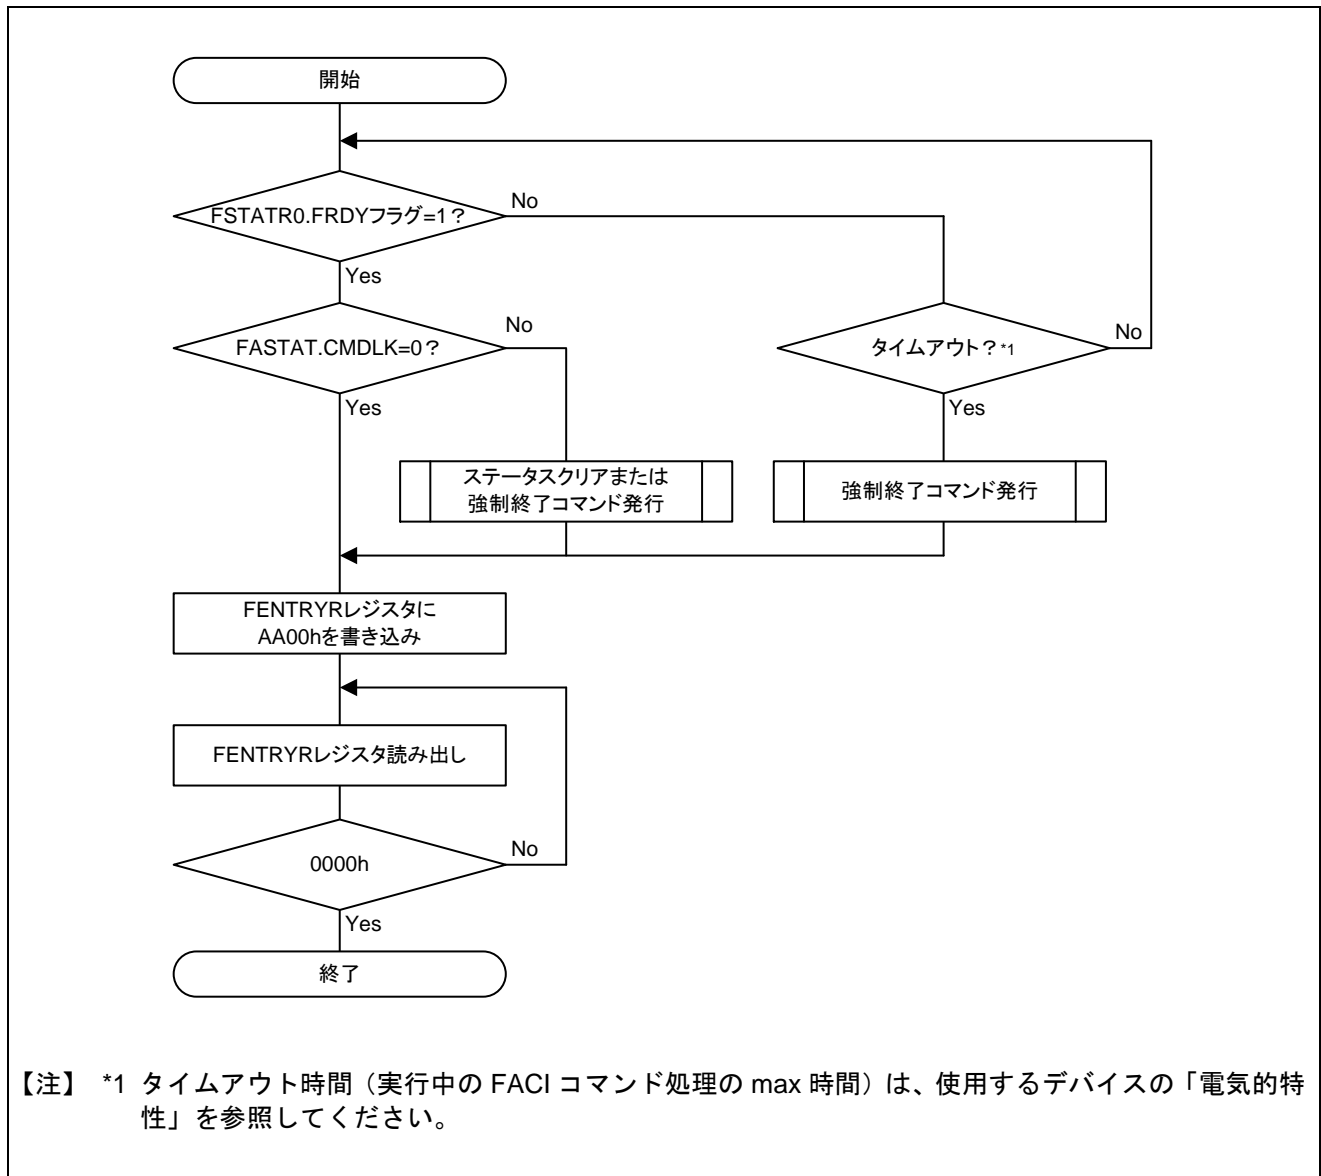 開始
FSTATR0.FRDYフラグ=1？
No
Yes
FASTAT.CMDLK=0？
No
タイムアウト？*1
No
Yes
Yes
ステータスクリアまたは
強制終了コマンド発行
強制終了コマンド発行
FENTRYRレジスタに
AA00hを書き込み
FENTRYRレジスタ読み出し
0000h
No
Yes
終了
【注】 *1 タイムアウト時間（実行中の FACI コマンド処理の max 時間）は、使用するデバイスの「電気的特
性」を参照してください。